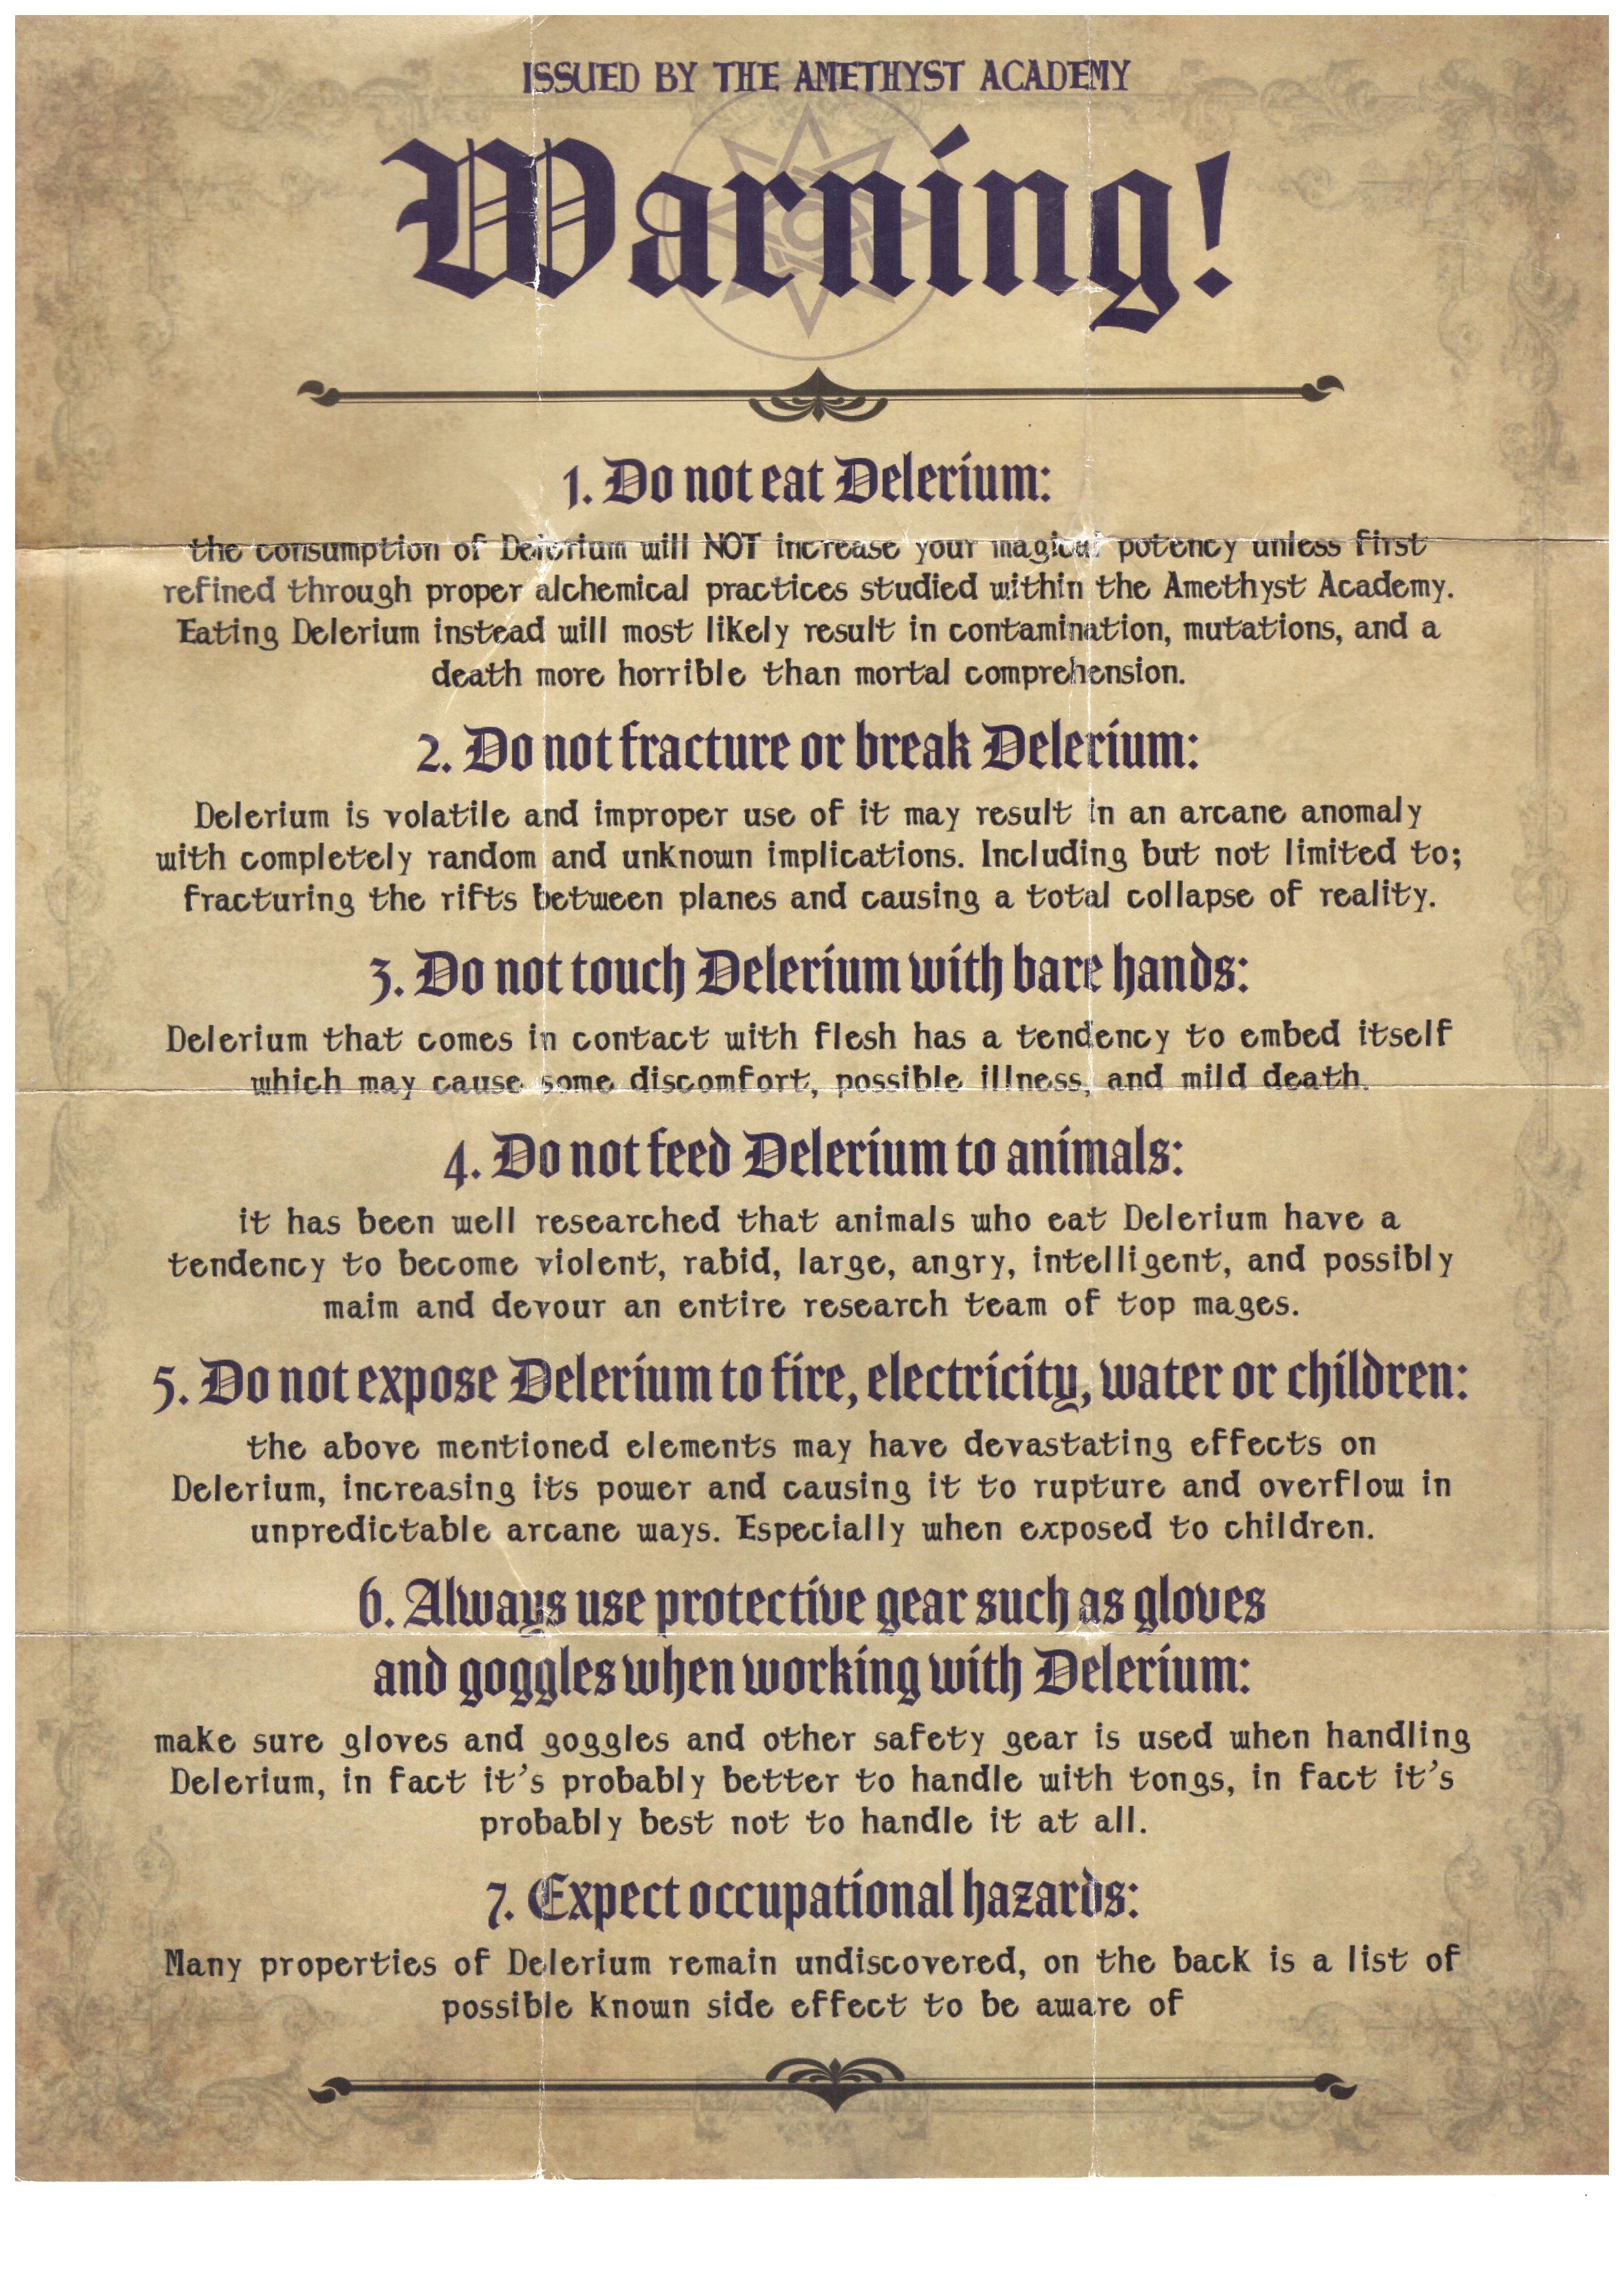 ISSUED BY THE AMETHYST ACADEMY
Warning!
1. Do not eat Delerium:
the consumption of Delerium will NOT increase your magical potency unless first
refined through proper alchemical practices studied within the Amethyst Academy.
Eating Delerium instead will most likely result in contamination, mutations, and a
death more horrible than mortal comprehension.
2. Do not fracture or break Delerium:
Delerium is volatile and improper use of it may result in an arcane anomaly
with completely random and unknown implications. Including but not limited to;
fracturing the rifts between planes and causing a total collapse of reality.
3. Do not touch Delerium with bare hands:
Delerium that comes in contact with flesh has a tendency to embed itself
which may cause some discomfort, possible illness, and mild death.
4. Do not feed Delerium to animals:
it has been well researched that animals who eat Delerium have a
tendency to become violent, rabid, large, angry, intelligent, and possibly
maim and devour an entire research team of top mages.
5. Do not expose Delerium to fire, electricity, water or children:
the above mentioned elements may have devastating effects on
Delerium, increasing its power and causing it to rupture and overflow in
unpredictable arcane ways. Especially when exposed to children.
6. Always use protective gear such as gloves
and goggles when working with Delerium:
make sure gloves and goggles and other safety gear is used when handling
Delerium, in fact it's probably better to handle with tongs, in fact it's
probably best not to handle it at all.
7. Expect occupational hazards:
Many properties of Delerium remain undiscovered, on the back is a list of
possible known side effect to be aware of